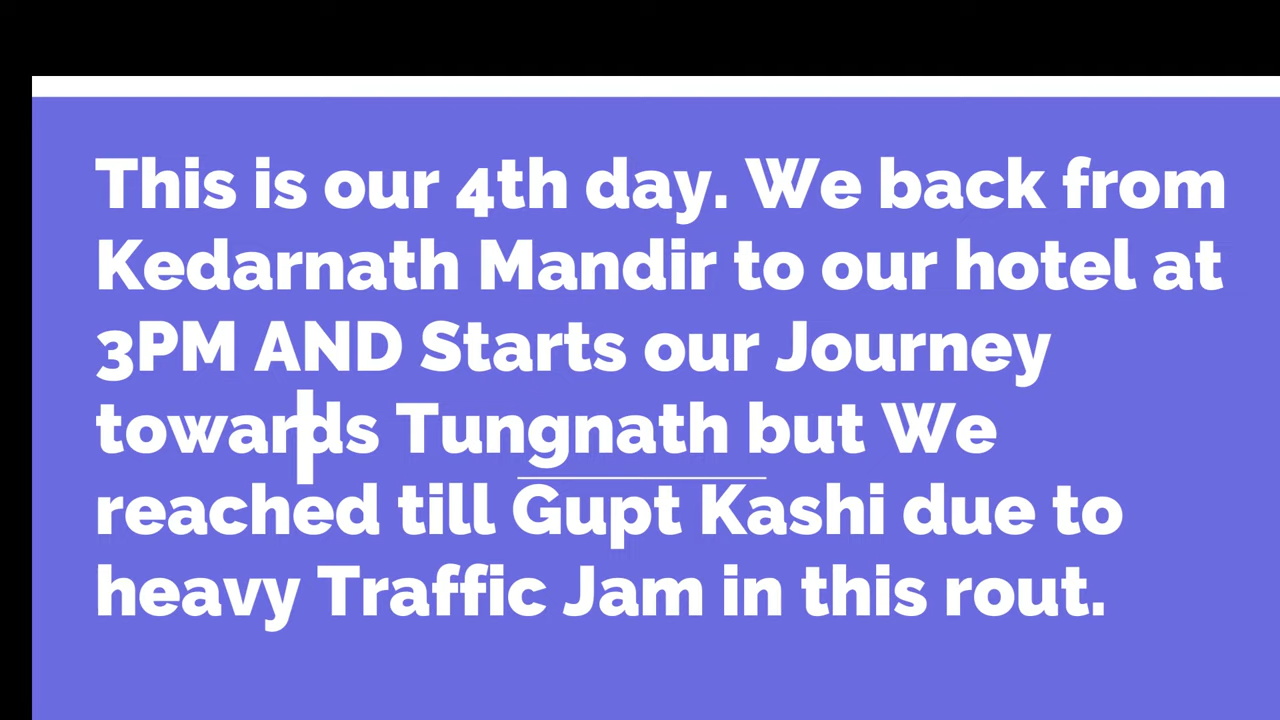 This is our 4th day. We back from
Kedarnath Mandir to our hotel at
3PM AND Starts our Journey
towards Tungnath but We
reached till Gupt Kashi due to
heavy Traffic Jam in this rout.